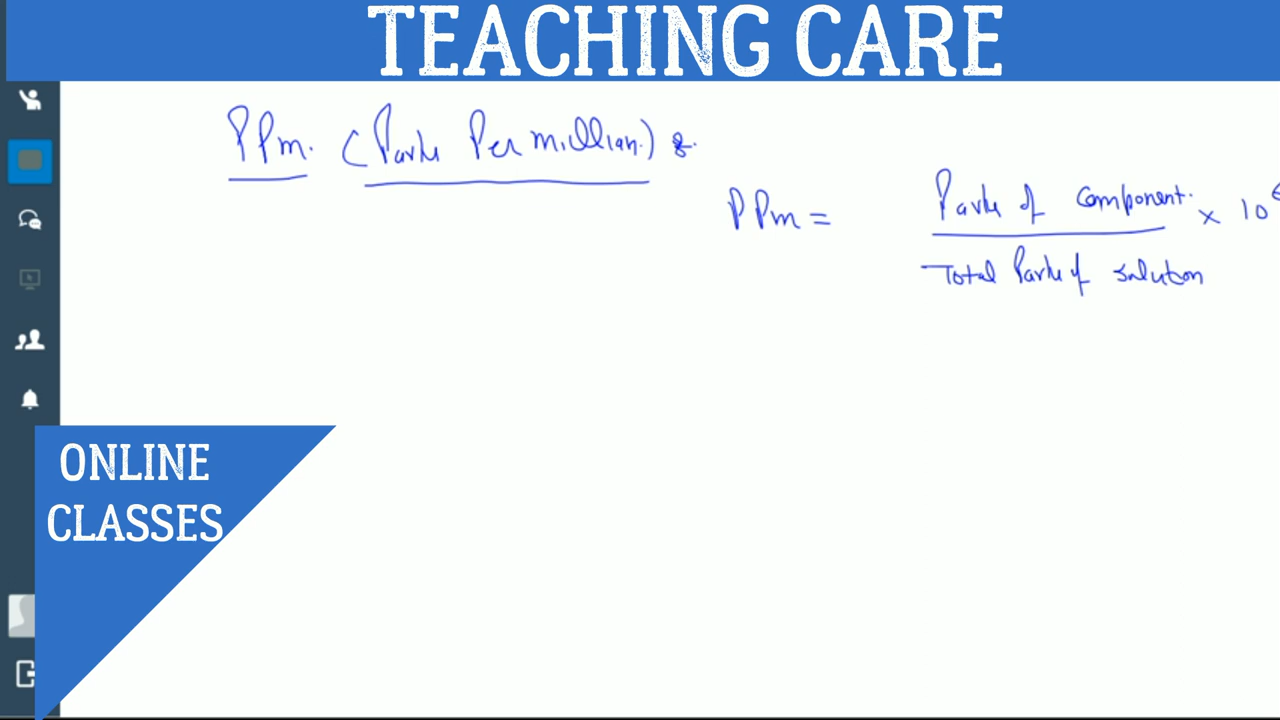 TEACHING CARE
PPm. (Parts Per million.) :
PPm = Parts of component. × 10⁶
Total Parts of solution
ONLINE
CLASSES